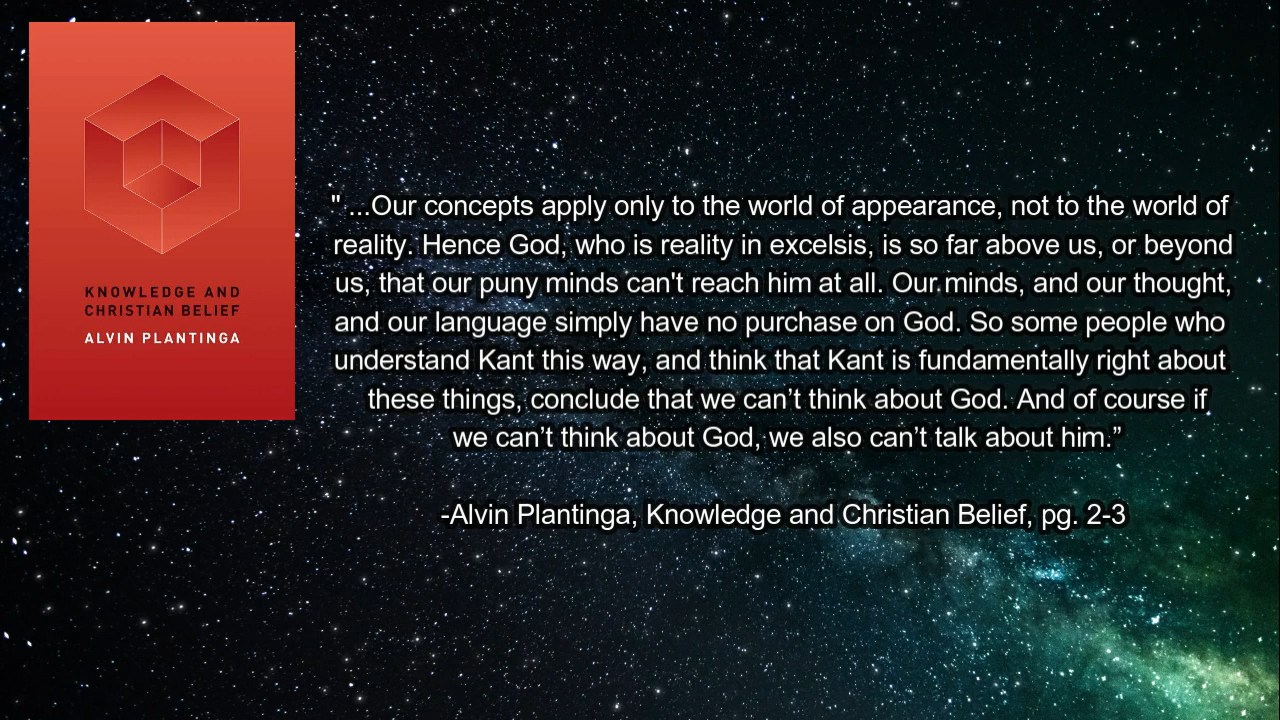 KNOWLEDGE AND
CHRISTIAN BELIEF
ALVIN PLANTINGA
" ...Our concepts apply only to the world of appearance, not to the world of
reality. Hence God, who is reality in excelsis, is so far above us, or beyond
us, that our puny minds can't reach him at all. Our minds, and our thought,
and our language simply have no purchase on God. So some people who
understand Kant this way, and think that Kant is fundamentally right about
these things, conclude that we can’t think about God. And of course if
we can’t think about God, we also can’t talk about him.”
-Alvin Plantinga, Knowledge and Christian Belief, pg. 2-3